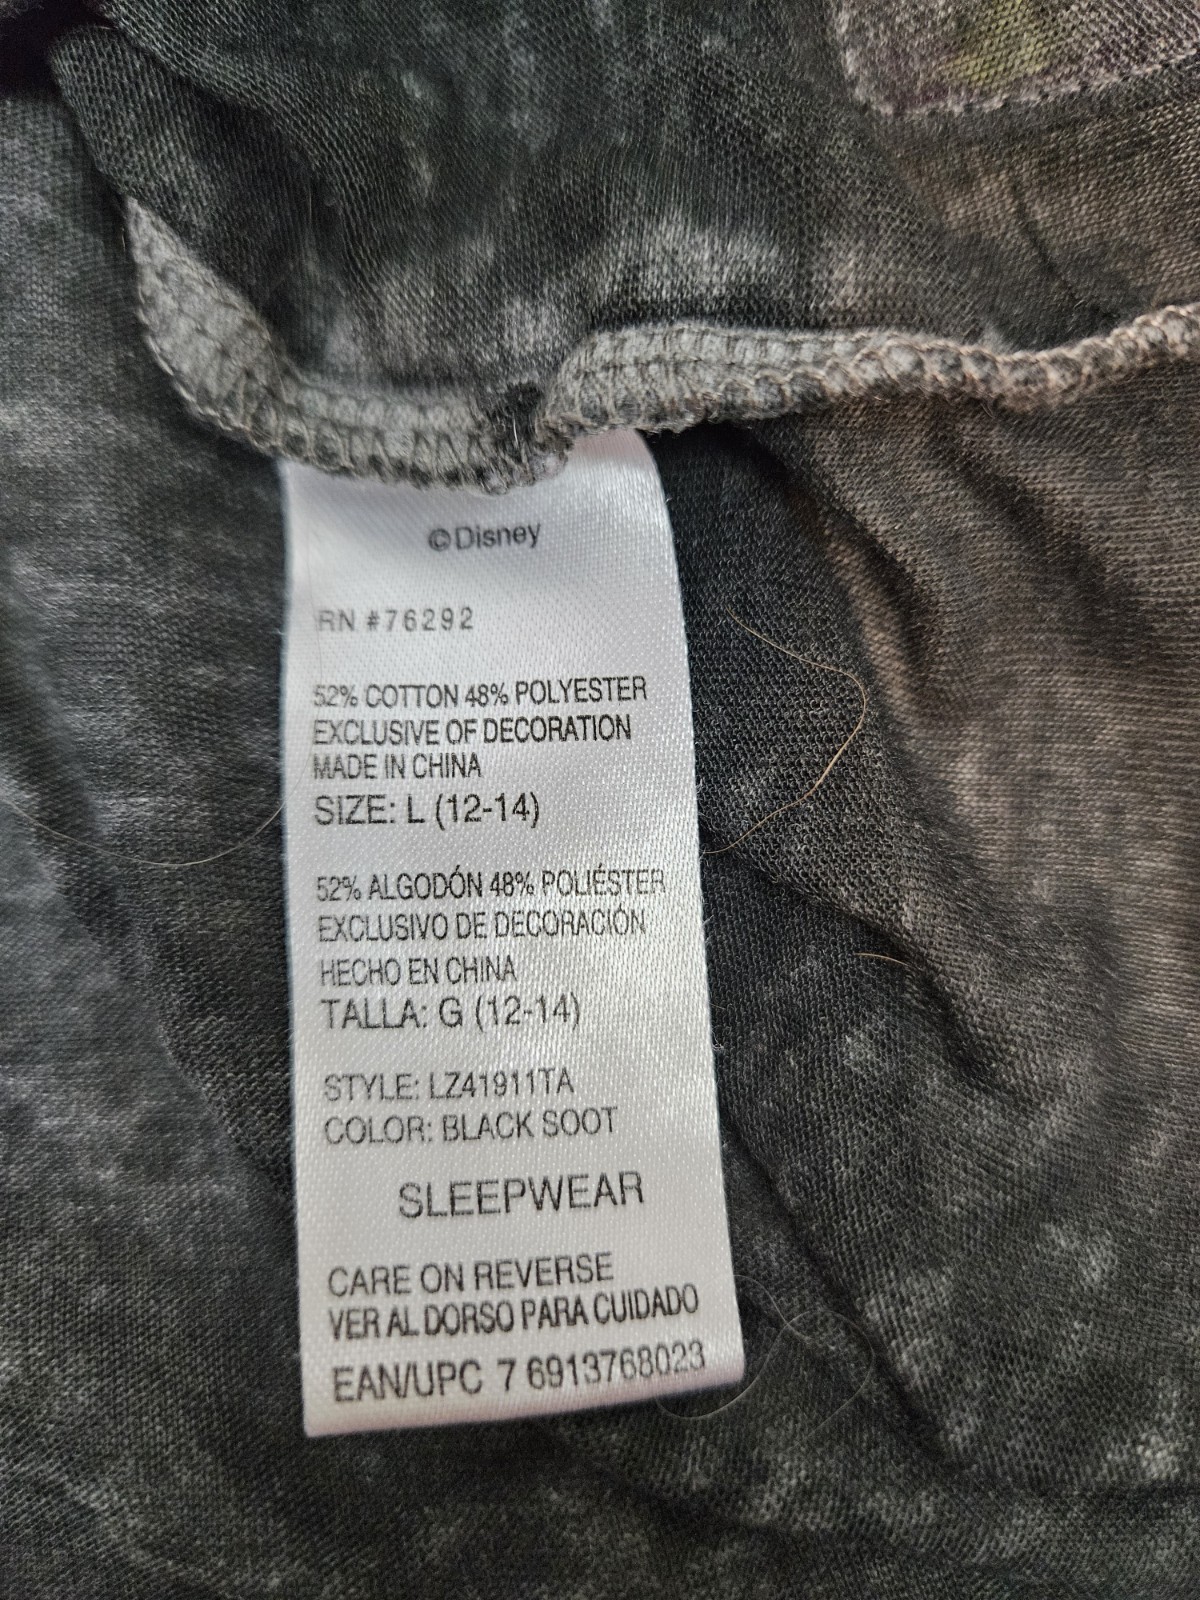 ©Disney
RN #76292
52% COTTON 48% POLYESTER
EXCLUSIVE OF DECORATION
MADE IN CHINA
SIZE: L (12-14)
52% ALGODÓN 48% POLIÉSTER
EXCLUSIVO DE DECORACIÓN
HECHO EN CHINA
TALLA: G (12-14)
STYLE: LZ41911TA
COLOR: BLACK SOOT
SLEEPWEAR
CARE ON REVERSE
VER AL DORSO PARA CUIDADO
EAN/UPC 7 6913768023